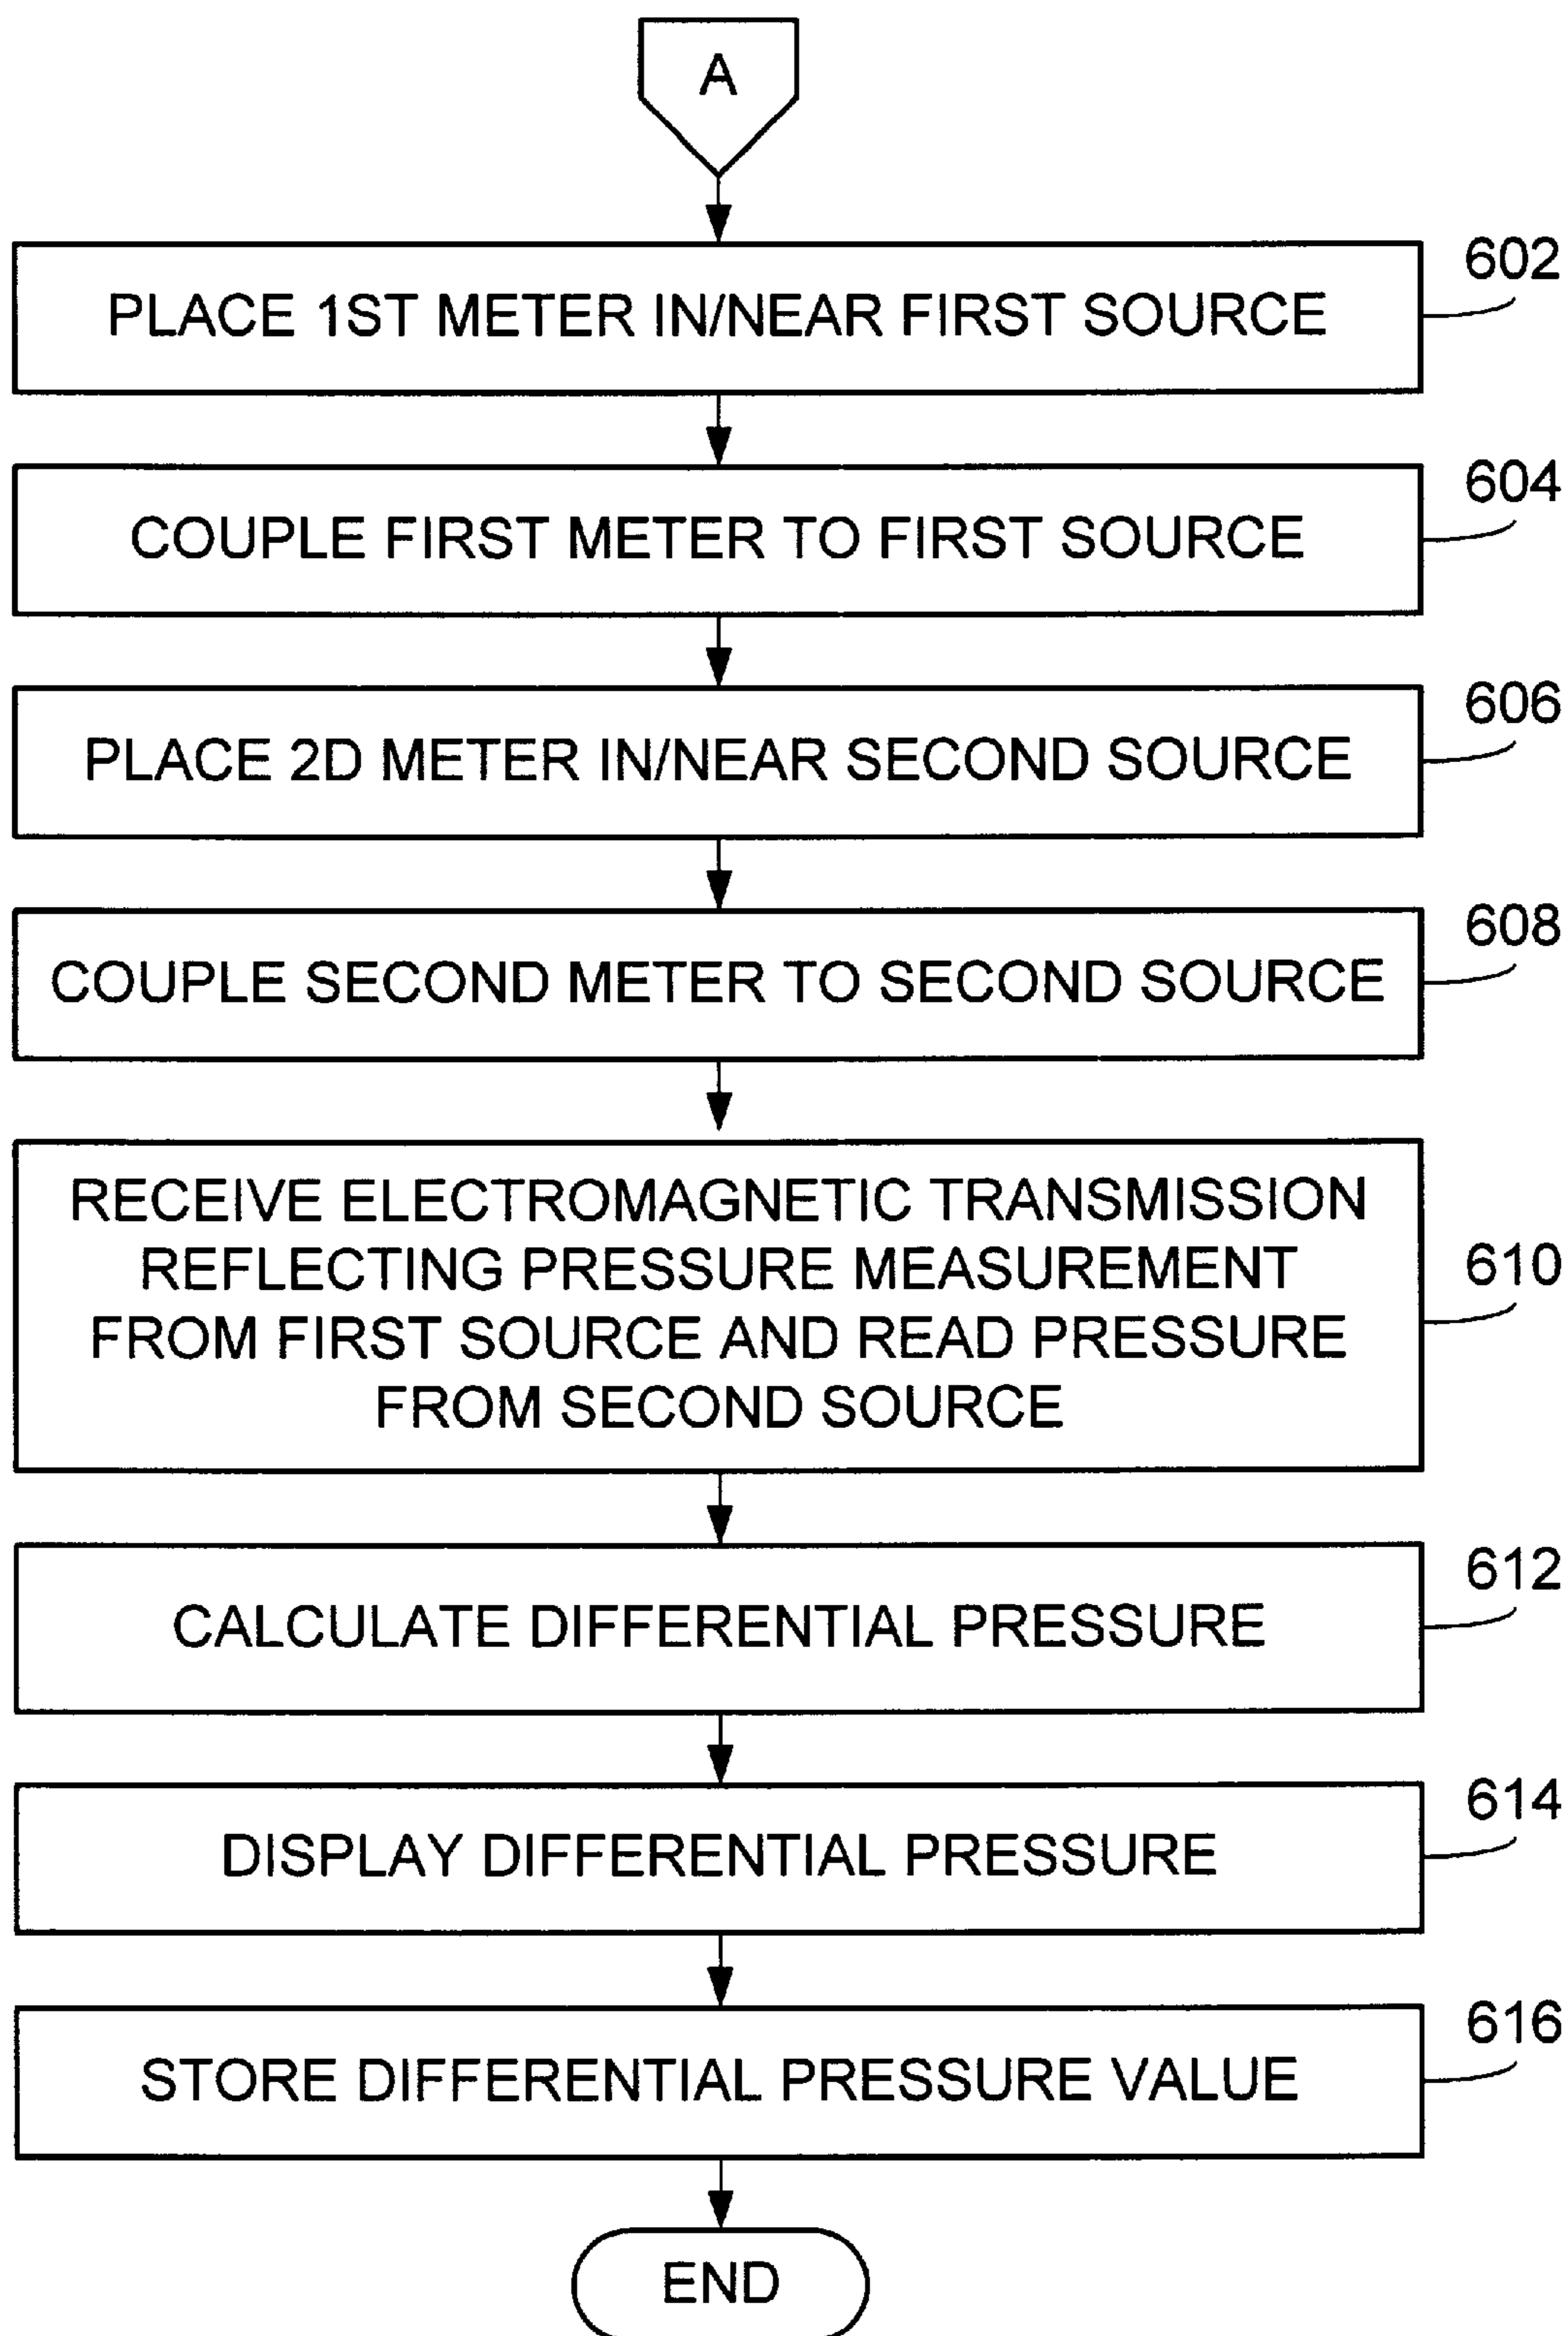 A
602
PLACE 1ST METER IN/NEAR FIRST SOURCE
604
COUPLE FIRST METER TO FIRST SOURCE
606
PLACE 2D METER IN/NEAR SECOND SOURCE
608
COUPLE SECOND METER TO SECOND SOURCE
RECEIVE ELECTROMAGNETIC TRANSMISSION
REFLECTING PRESSURE MEASUREMENT
610
FROM FIRST SOURCE AND READ PRESSURE
FROM SECOND SOURCE
612
CALCULATE DIFFERENTIAL PRESSURE
614
DISPLAY DIFFERENTIAL PRESSURE
616
STORE DIFFERENTIAL PRESSURE VALUE
END